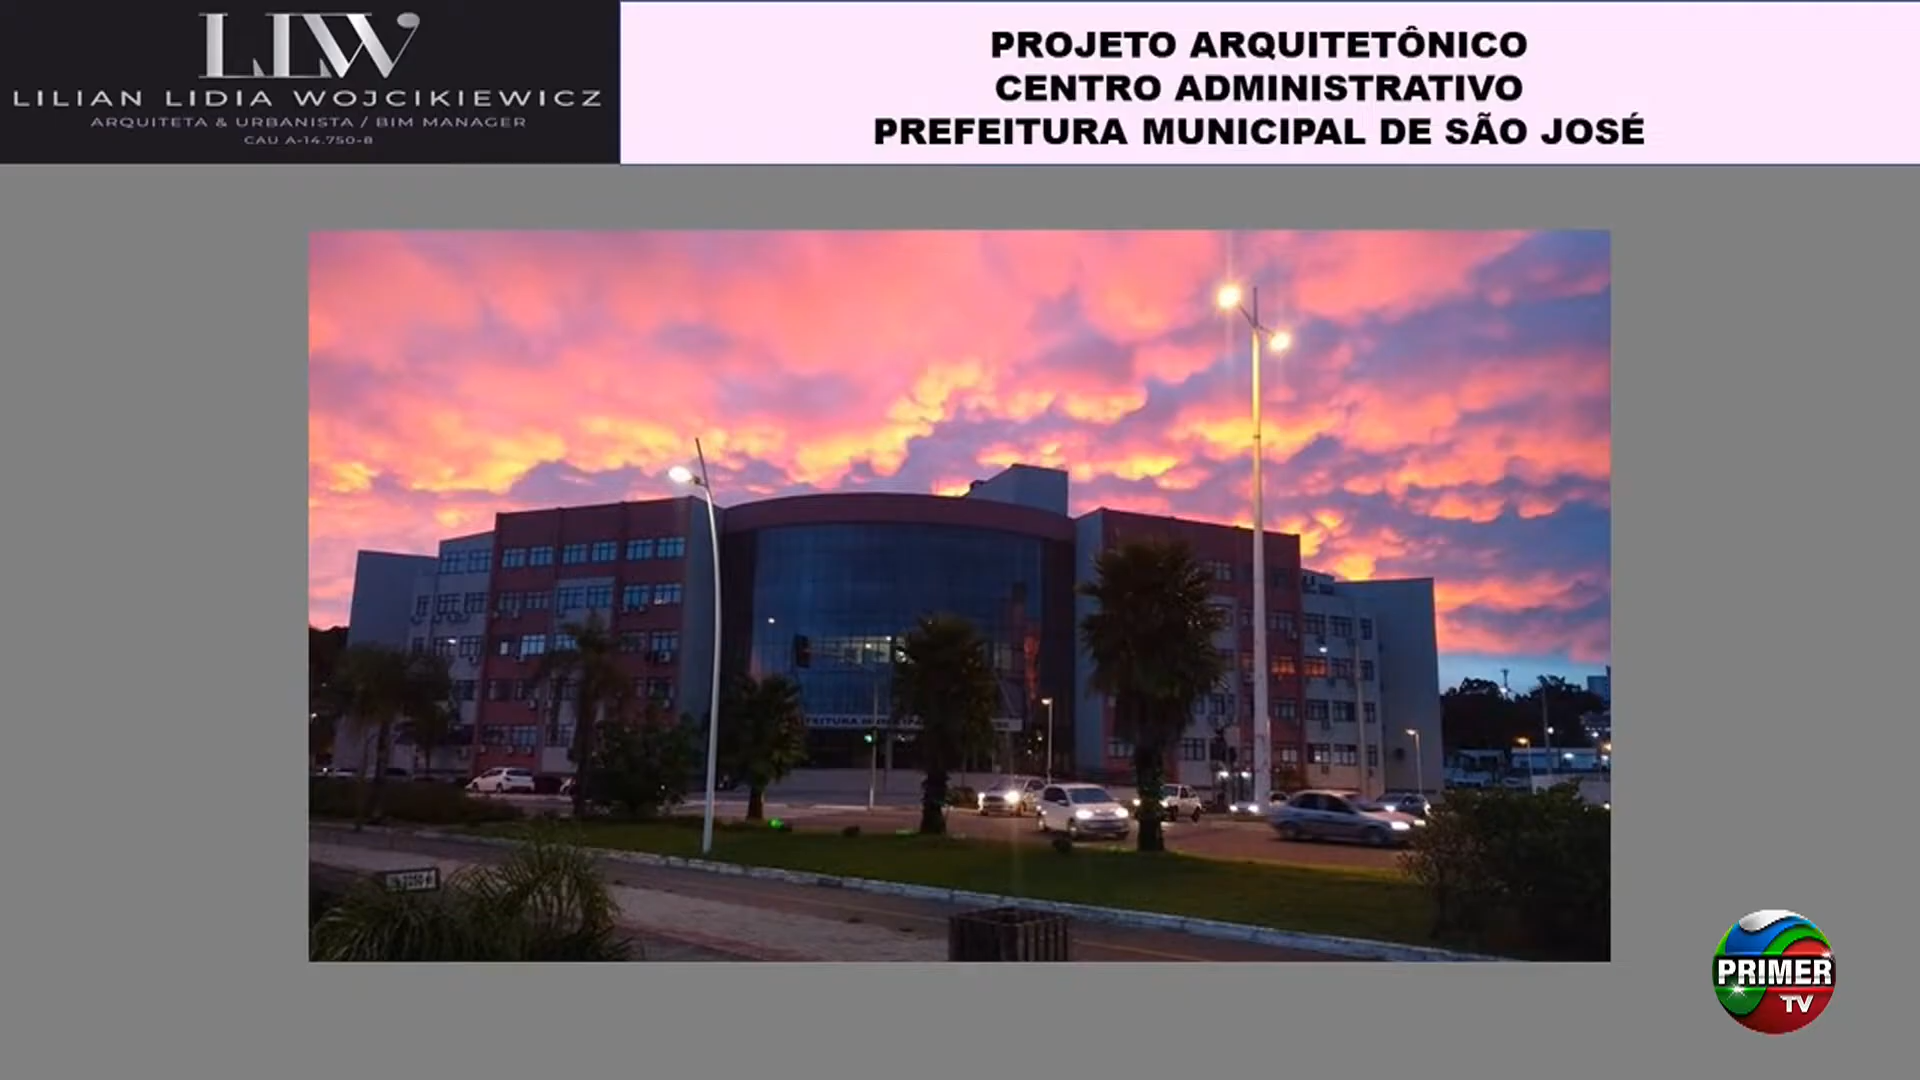 LLW
LILIAN LIDIA WOJCIKIEWICZ
ARQUITETA & URBANISTA / BIM MANAGER
CAU A-14.750-8
PROJETO ARQUITETÔNICO
CENTRO ADMINISTRATIVO
PREFEITURA MUNICIPAL DE SÃO JOSÉ
PRIMER
TV